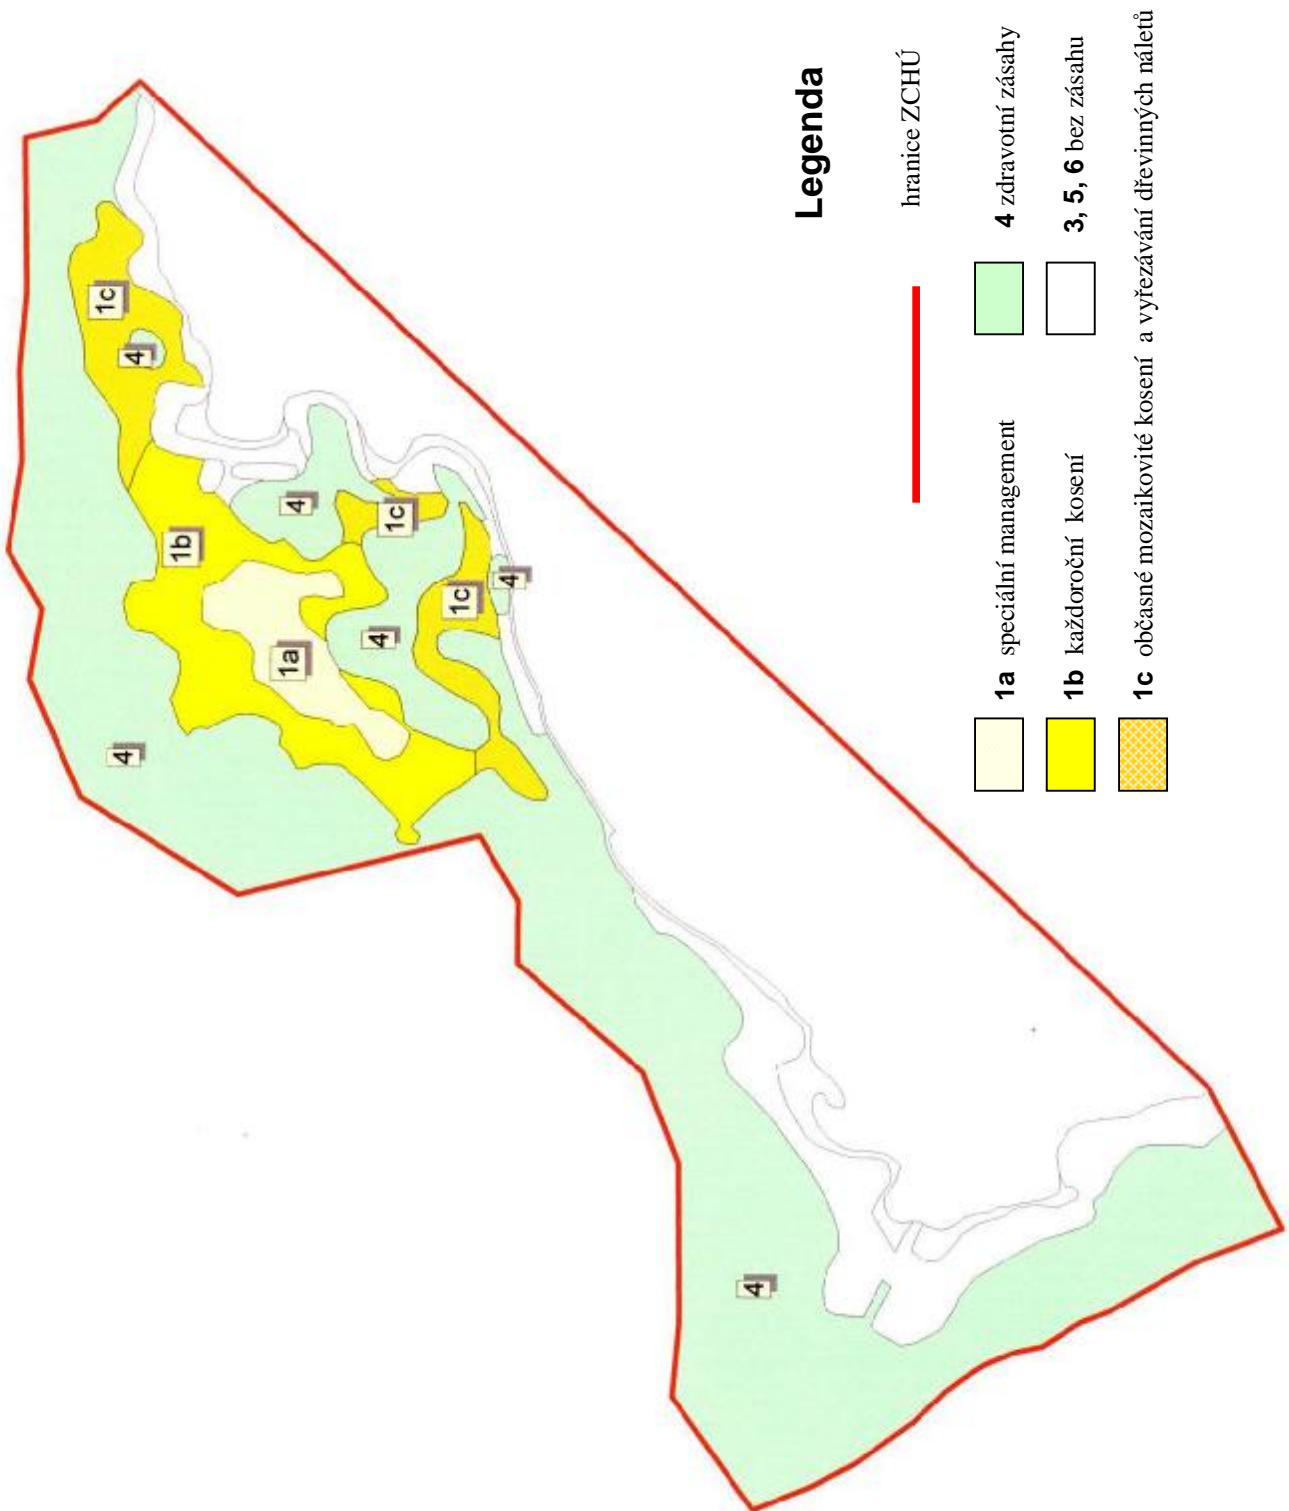 1c
4
1b
4
1c
4
1c
4
1a
4
4
Legenda
hranice ZCHÚ
1a speciální management
4 zdravotní zásahy
1b každoroční kosení
3, 5, 6 bez zásahu
1c občasné mozaikovité kosení a vyřezávání dřevinných náletů